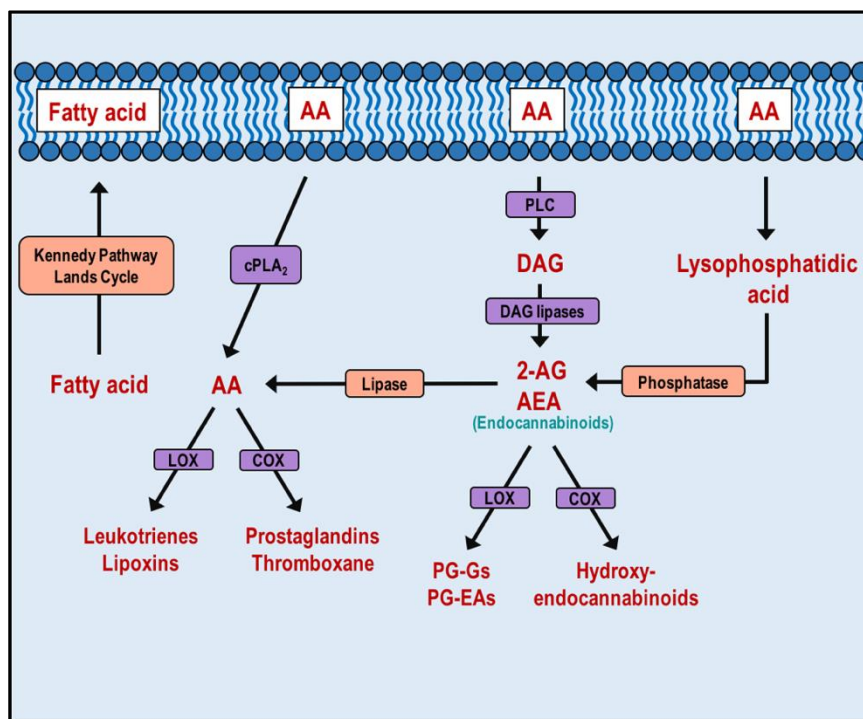 Fatty acid
AA
AA
AA
PLC
Kennedy Pathway
Lands Cycle
cPLA₂
DAG
Lysophosphatidic
acid
DAG lipases
Fatty acid
AA
Lipase
2-AG
AEA
(Endocannabinoids)
Phosphatase
LOX
COX
LOX
COX
Leukotrienes
Lipoxins
Prostaglandins
Thromboxane
PG-Gs
PG-EAs
Hydroxy-
endocannabinoids